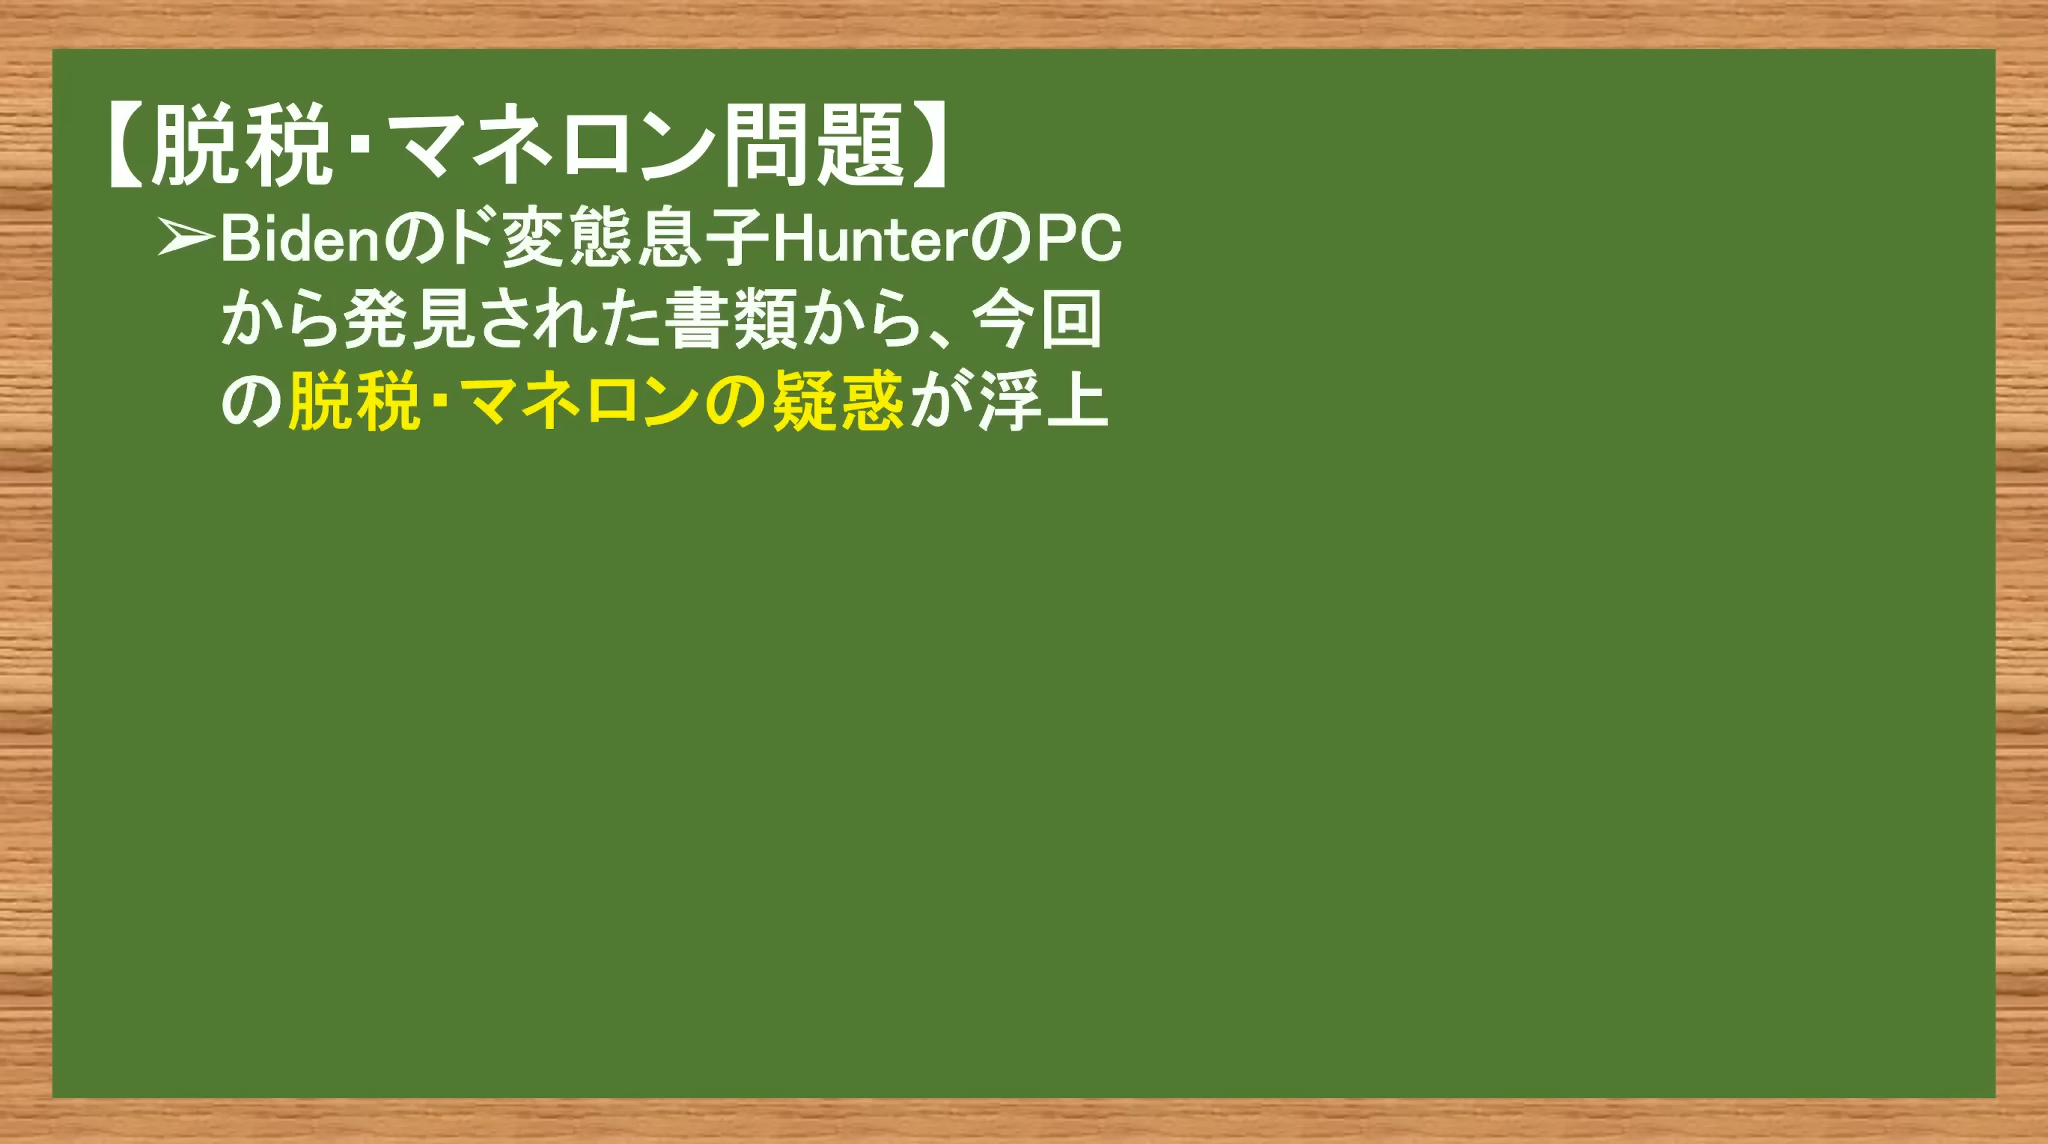 【脱税・マネロン問題】
➢Bidenのド変態息子HunterのPC
から発見された書類から、今回
の脱税・マネロンの疑惑が浮上